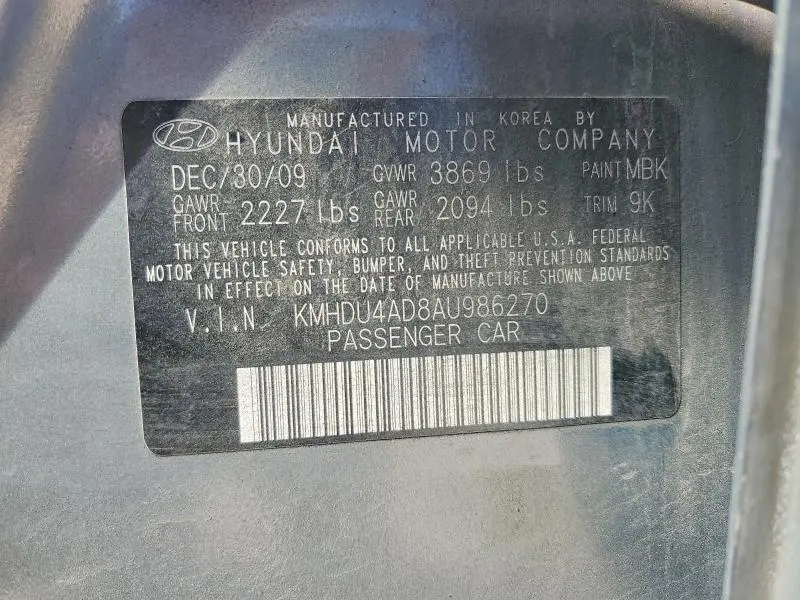 MANUFACTURED IN KOREA BY
HYUNDAI MOTOR COMPANY
DEC/30/09 GVWR 3869 lbs PAINT MBK
GAWR FRONT 2227 lbs GAWR REAR 2094 lbs TRIM 9K
THIS VEHICLE CONFORMS TO ALL APPLICABLE U.S.A. FEDERAL
MOTOR VEHICLE SAFETY, BUMPER, AND THEFT PREVENTION STANDARDS
IN EFFECT ON THE DATE OF MANUFACTURE SHOWN ABOVE
V.I.N KMHDU4AD8AU986270
PASSENGER CAR